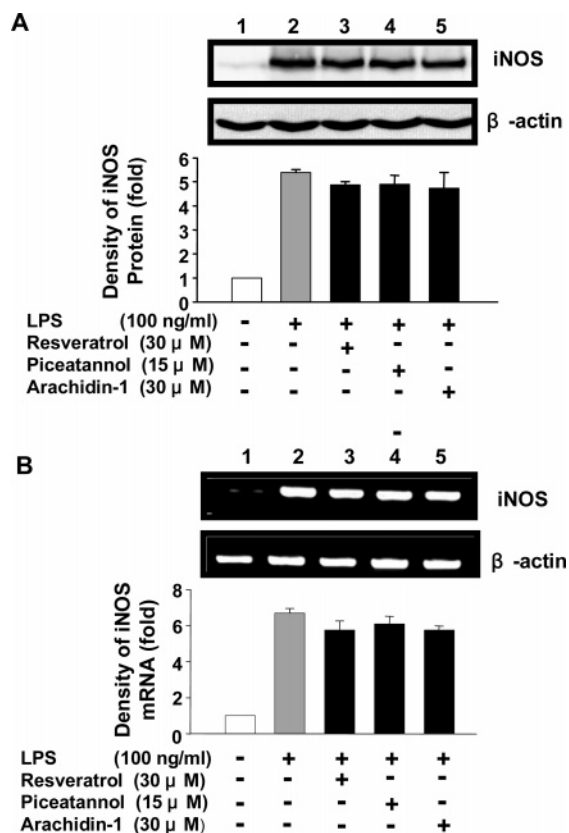 A
1 2 3 4 5
iNOS
β -actin
Density of iNOS
Protein (fold)
6
5
4
3
2
1
0
LPS (100 ng/ml) - + + + +
Resveratrol (30 μ M) - - + - -
Piceatannol (15 μ M) - - - + -
Arachidin-1 (30 μ M) - - - - +
-
B
1 2 3 4 5
iNOS
β -actin
Density of iNOS
mRNA (fold)
8
6
4
2
0
LPS (100 ng/ml) - + + + +
Resveratrol (30 μ M) - - + - -
Piceatannol (15 μ M) - - - + -
Arachidin-1 (30 μ M) - - - - +